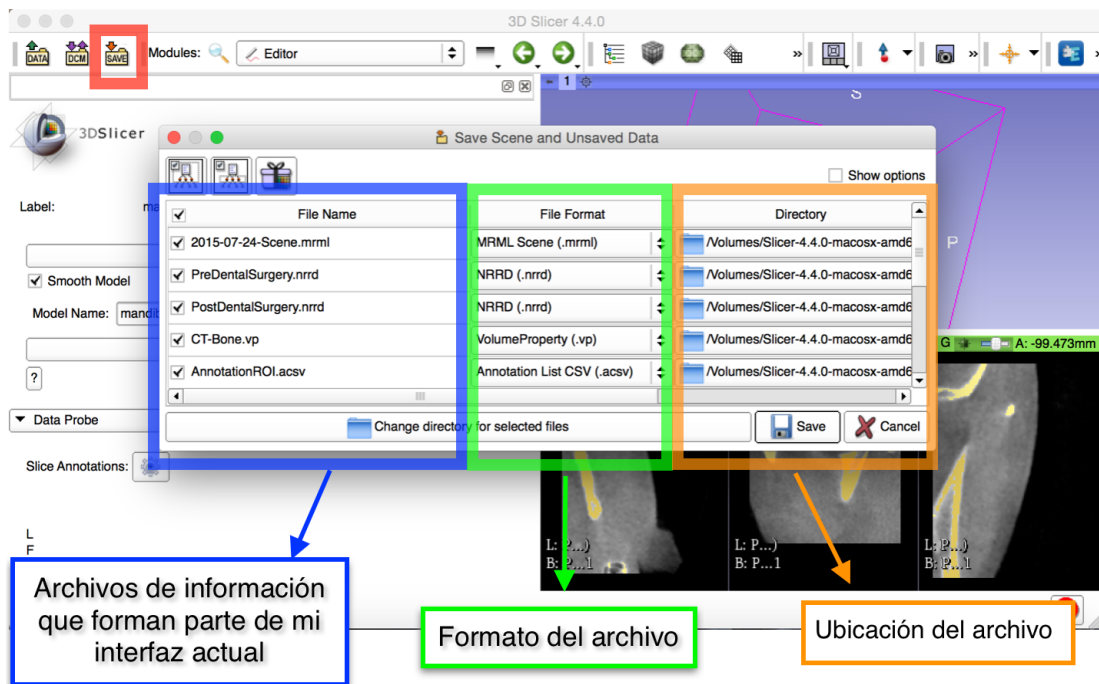 3D Slicer 4.4.0
DATA
DCM
SAVE
Modules:
Editor
1
S
3DSlicer
Save Scene and Unsaved Data
Show options
Label:
File Name
File Format
Directory
2015-07-24-Scene.mrml
MRML Scene (.mrml)
/Volumes/Slicer-4.4.0-macosx-amd6
P
PreDentalSurgery.nrrd
NRRD (.nrrd)
/Volumes/Slicer-4.4.0-macosx-amd6
Smooth Model
PostDentalSurgery.nrrd
NRRD (.nrrd)
/Volumes/Slicer-4.4.0-macosx-amd6
Model Name:
mandib
CT-Bone.vp
VolumeProperty (.vp)
/Volumes/Slicer-4.4.0-macosx-amd6
G
A: -99.473mm
?
AnnotationROI.acsv
Annotation List CSV (.acsv)
/Volumes/Slicer-4.4.0-macosx-amd6
Data Probe
Change directory for selected files
Save
Cancel
Slice Annotations:
L
F
L: P...)
B: P...1
L: P...)
B: P...1
L: P...)
B: P...1
Archivos de información
que forman parte de mi
interfaz actual
Formato del archivo
Ubicación del archivo